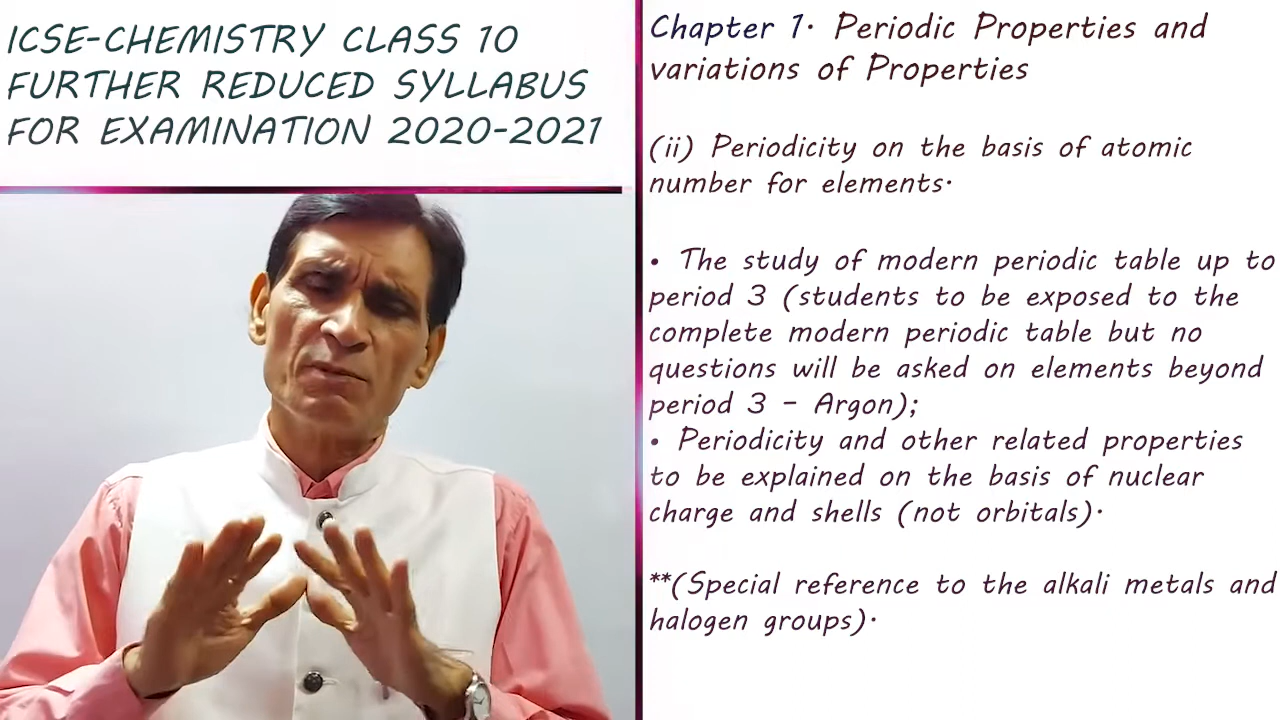 ICSE-CHEMISTRY CLASS 10
FURTHER REDUCED SYLLABUS
FOR EXAMINATION 2020-2021
Chapter 1. Periodic Properties and
variations of Properties
(ii) Periodicity on the basis of atomic
number for elements.
• The study of modern periodic table up to
period 3 (students to be exposed to the
complete modern periodic table but no
questions will be asked on elements beyond
period 3 - Argon);
• Periodicity and other related properties
to be explained on the basis of nuclear
charge and shells (not orbitals).
**(Special reference to the alkali metals and
halogen groups).